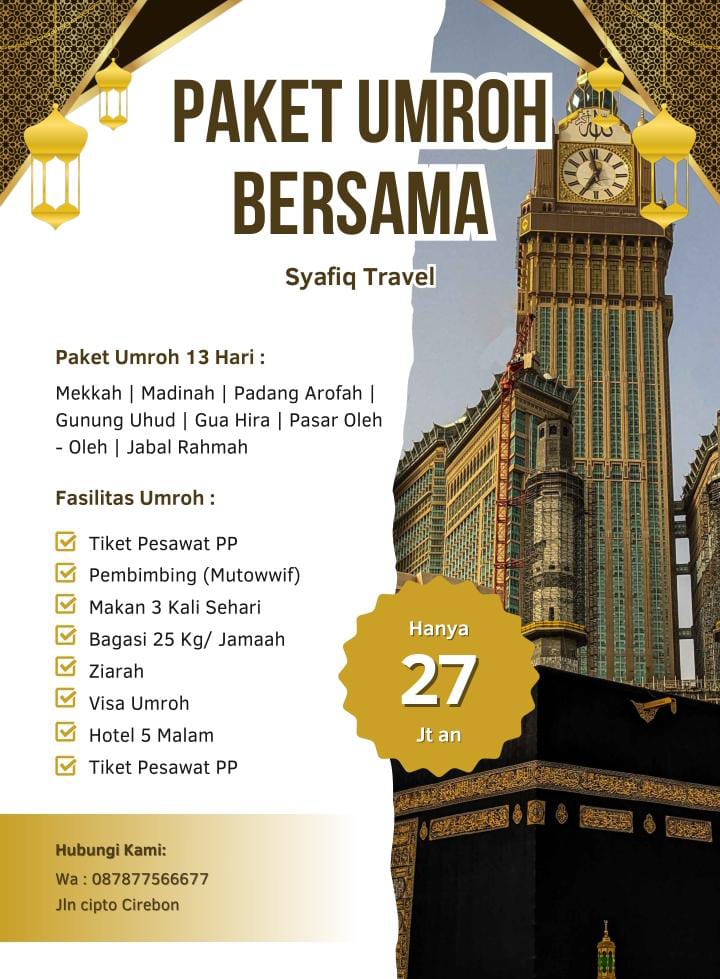 PAKET UMROH
BERSAMA
Syafiq Travel
Paket Umroh 13 Hari :
Mekkah | Madinah | Padang Arofah |
Gunung Uhud | Gua Hira | Pasar Oleh
- Oleh | Jabal Rahmah
Fasilitas Umroh :
Tiket Pesawat PP
Pembimbing (Mutowwif)
Makan 3 Kali Sehari
Bagasi 25 Kg/ Jamaah
Ziarah
Visa Umroh
Hotel 5 Malam
Tiket Pesawat PP
Hanya
27
Jt an
Hubungi Kami:
Wa : 087877566677
Jln cipto Cirebon